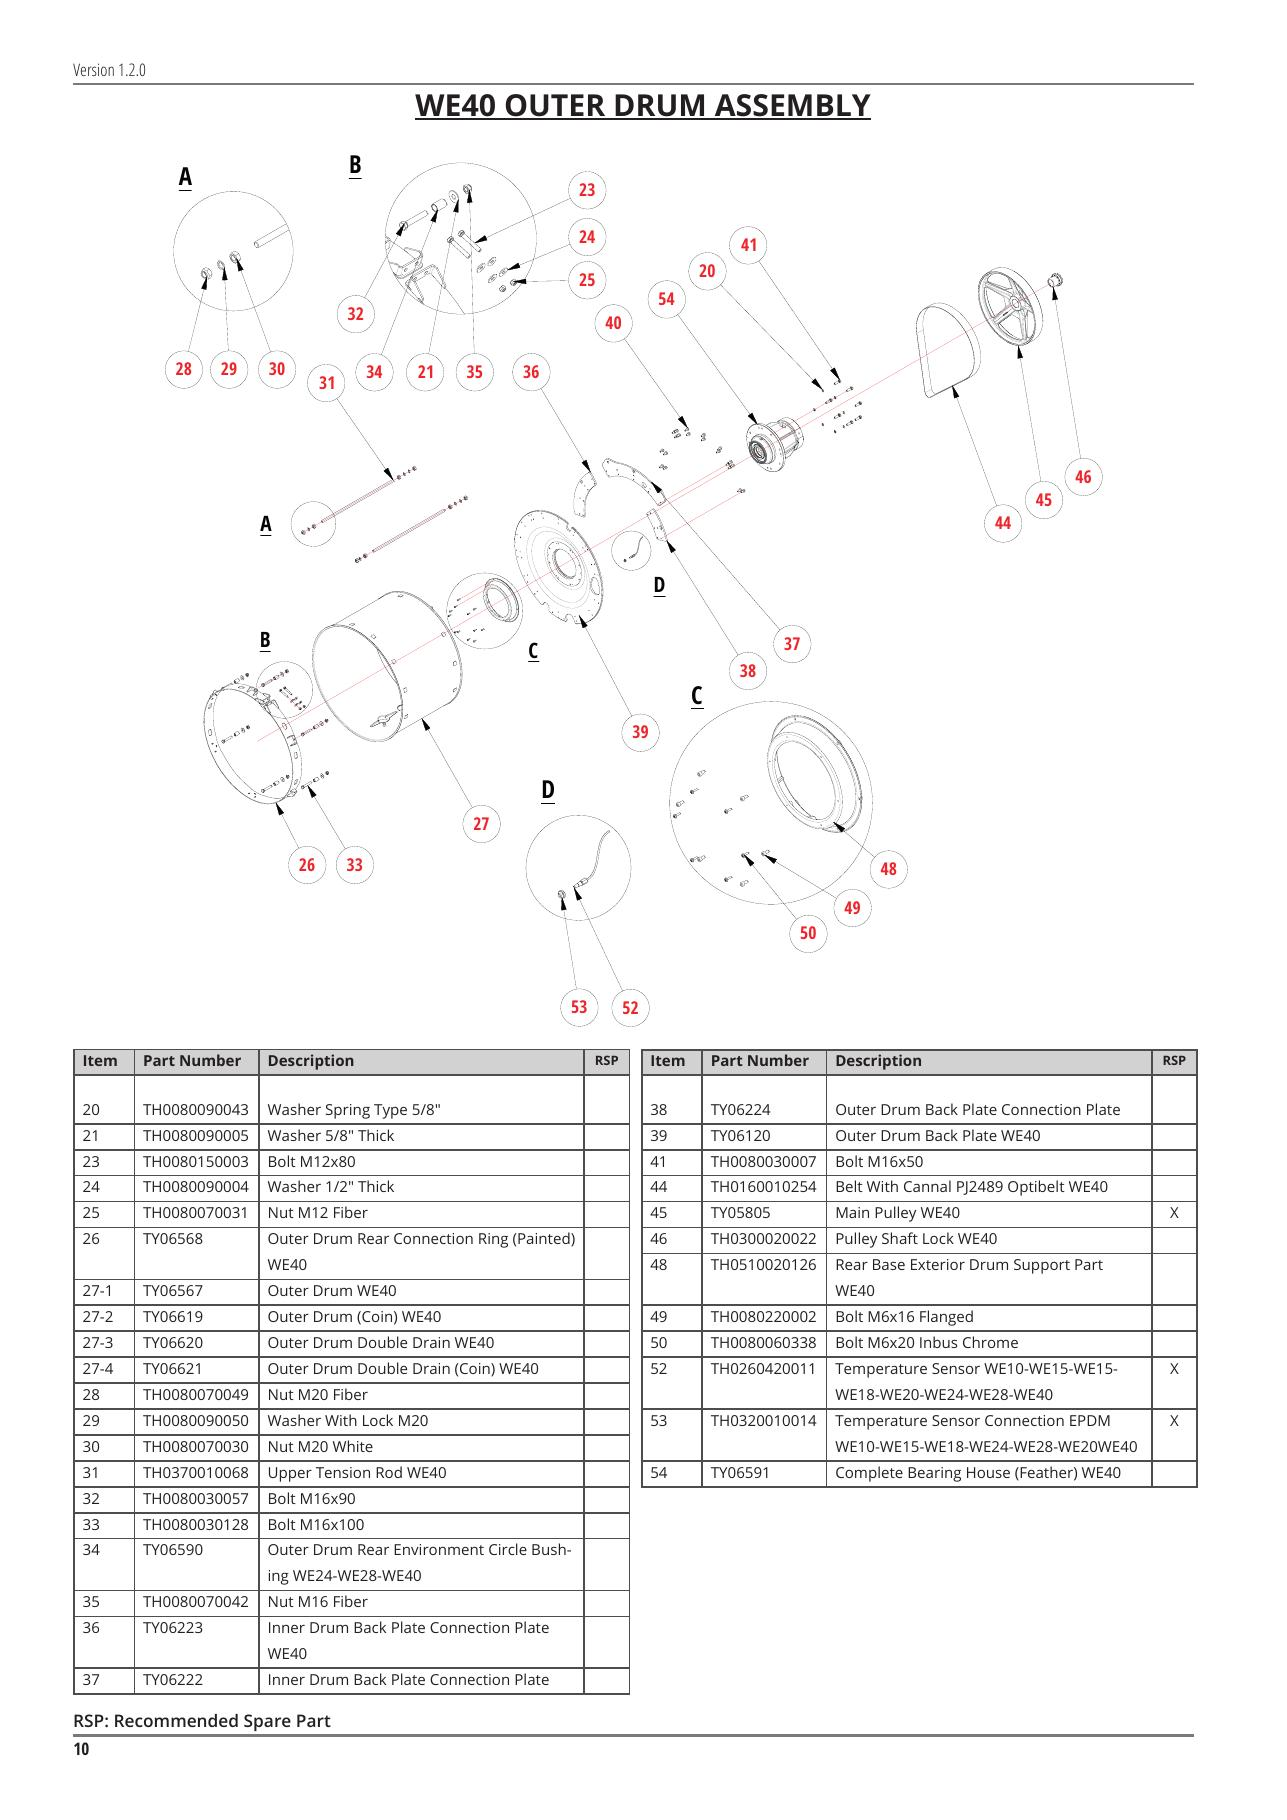 Version 1.2.0
WE40 OUTER DRUM ASSEMBLY
A
B
23
24
25
41
20
54
40
32
28
29
30
31
34
21
35
36
46
45
44
A
D
B
C
37
38
C
39
D
27
26
33
48
49
50
53
52
Item Part Number Description RSP
20 TH0080090043 Washer Spring Type 5/8"
21 TH0080090005 Washer 5/8" Thick
23 TH0080150003 Bolt M12x80
24 TH0080090004 Washer 1/2" Thick
25 TH0080070031 Nut M12 Fiber
26 TY06568 Outer Drum Rear Connection Ring (Painted)
WE40
27-1 TY06567 Outer Drum WE40
27-2 TY06619 Outer Drum (Coin) WE40
27-3 TY06620 Outer Drum Double Drain WE40
27-4 TY06621 Outer Drum Double Drain (Coin) WE40
28 TH0080070049 Nut M20 Fiber
29 TH0080090050 Washer With Lock M20
30 TH0080070030 Nut M20 White
31 TH0370010068 Upper Tension Rod WE40
32 TH0080030057 Bolt M16x90
33 TH0080030128 Bolt M16x100
34 TY06590 Outer Drum Rear Environment Circle Bush-
ing WE24-WE28-WE40
35 TH0080070042 Nut M16 Fiber
36 TY06223 Inner Drum Back Plate Connection Plate
WE40
37 TY06222 Inner Drum Back Plate Connection Plate
Item Part Number Description RSP
38 TY06224 Outer Drum Back Plate Connection Plate
39 TY06120 Outer Drum Back Plate WE40
41 TH0080030007 Bolt M16x50
44 TH0160010254 Belt With Cannal PJ2489 Optibelt WE40
45 TY05805 Main Pulley WE40 X
46 TH0300020022 Pulley Shaft Lock WE40
48 TH0510020126 Rear Base Exterior Drum Support Part
WE40
49 TH0080220002 Bolt M6x16 Flanged
50 TH0080060338 Bolt M6x20 Inbus Chrome
52 TH0260420011 Temperature Sensor WE10-WE15-WE15- X
WE18-WE20-WE24-WE28-WE40
53 TH0320010014 Temperature Sensor Connection EPDM X
WE10-WE15-WE18-WE24-WE28-WE20WE40
54 TY06591 Complete Bearing House (Feather) WE40
RSP: Recommended Spare Part
10